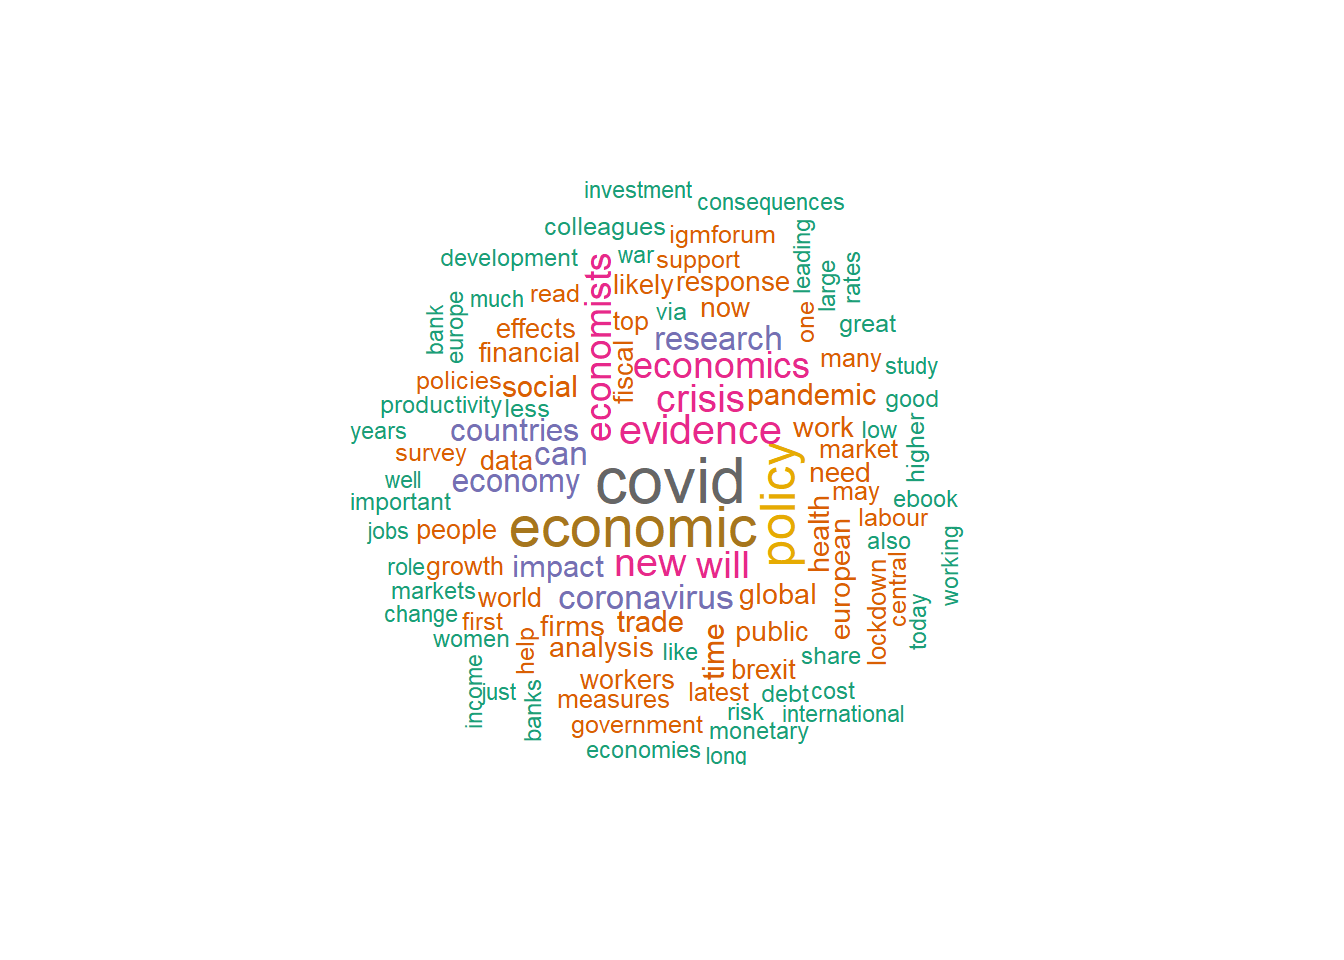 investment
consequences
colleagues
igmforum
leading
development
war
support
economists
likely
response
large
rates
much
read
bank
europe
via
now
one
effects
top
research
great
financial
fiscal
economics
many
study
policies
social
crisis
pandemic
good
productivity
less
years
countries
evidence
work
low
higher
survey
data
can
market
well
economy
covid
policy
need
may
ebook
important
jobs
people
economic
health
european
labour
also
working
role
growth
impact
new
will
lockdown
central
today
markets
world
coronavirus
global
change
first
firms
trade
women
help
analysis
like
time
public
share
income
just
banks
workers
measures
latest
brexit
debt
cost
risk
international
government
monetary
economies
long